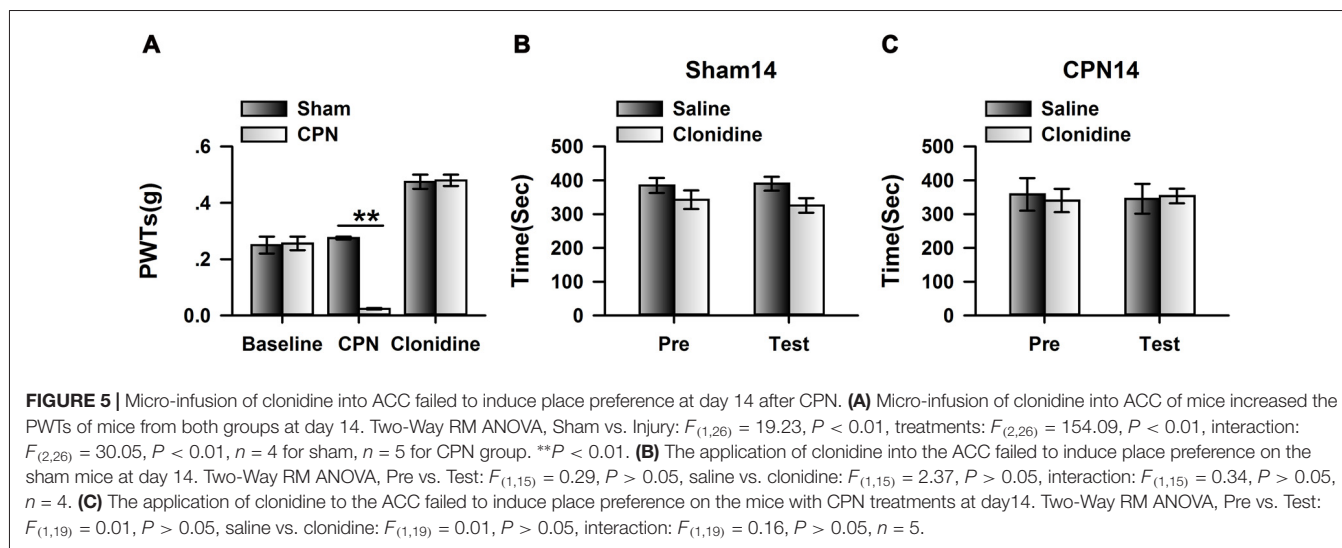 A
Sham
CPN
PWTs(g)
.6
.4
.2
0.0
**
Baseline CPN Clonidine
B
Sham14
Saline
Clonidine
Time(Sec)
500
400
300
200
100
0
Pre Test
C
CPN14
Saline
Clonidine
Time(Sec)
500
400
300
200
100
0
Pre Test
FIGURE 5 | Micro-infusion of clonidine into ACC failed to induce place preference at day 14 after CPN. (A) Micro-infusion of clonidine into ACC of mice increased the
PWTs of mice from both groups at day 14. Two-Way RM ANOVA, Sham vs. Injury: F(1,26) = 19.23, P < 0.01, treatments: F(2,26) = 154.09, P < 0.01, interaction:
F(2,26) = 30.05, P < 0.01, n = 4 for sham, n = 5 for CPN group. **P < 0.01. (B) The application of clonidine into the ACC failed to induce place preference on the
sham mice at day 14. Two-Way RM ANOVA, Pre vs. Test: F(1,15) = 0.29, P > 0.05, saline vs. clonidine: F(1,15) = 2.37, P > 0.05, interaction: F(1,15) = 0.34, P > 0.05,
n = 4. (C) The application of clonidine to the ACC failed to induce place preference on the mice with CPN treatments at day14. Two-Way RM ANOVA, Pre vs. Test:
F(1,19) = 0.01, P > 0.05, saline vs. clonidine: F(1,19) = 0.01, P > 0.05, interaction: F(1,19) = 0.16, P > 0.05, n = 5.